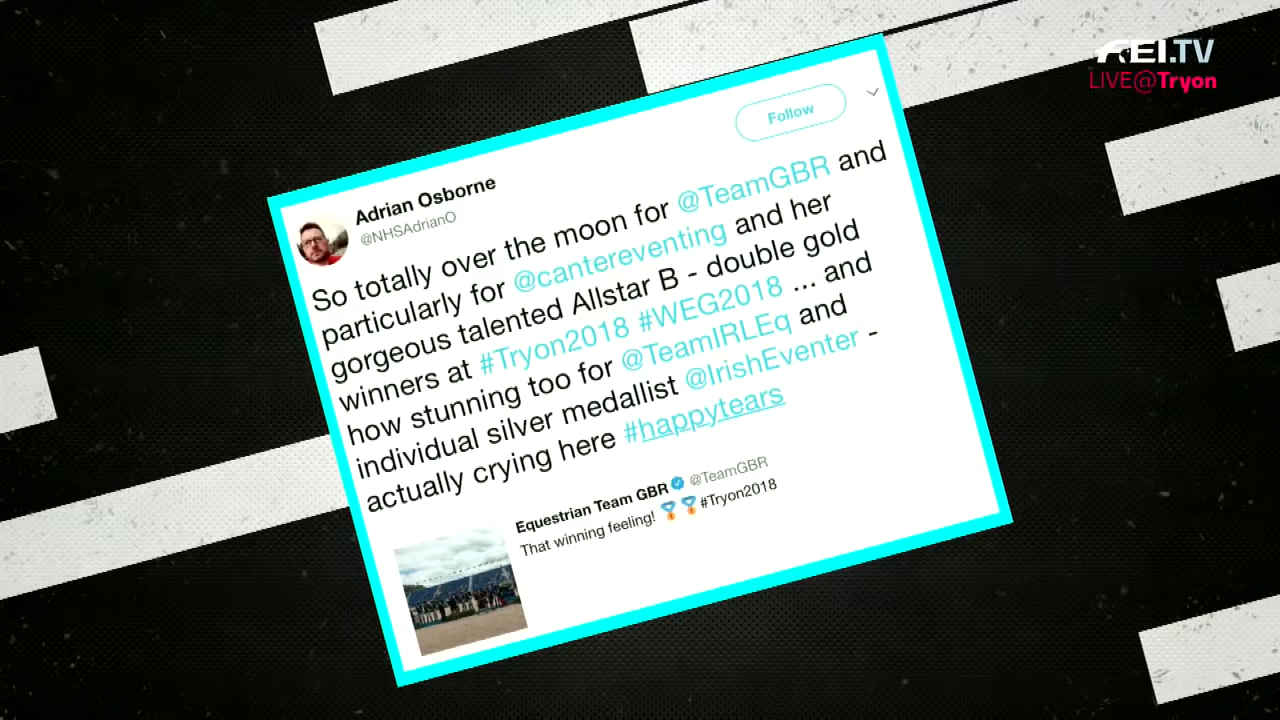 FEI.TV
LIVE@Tryon
Follow
Adrian Osborne
@NHSAdrianO
So totally over the moon for @TeamGBR and
particularly for @cantereventing and her
gorgeous talented Allstar B - double gold
winners at #Tryon2018 #WEG2018 ... and
how stunning too for @TeamIRLEq and
individual silver medallist @IrishEventer -
actually crying here #happytears
Equestrian Team GBR @TeamGBR
That winning feeling! 🏅🏅#Tryon2018